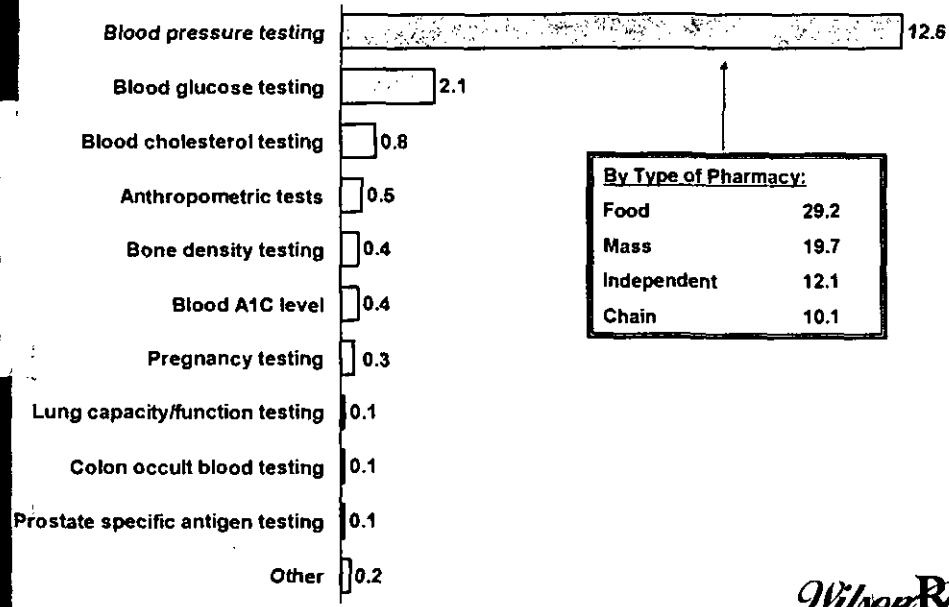 Blood pressure testing 12.6
Blood glucose testing 2.1
Blood cholesterol testing 0.8
Anthropometric tests 0.5
Bone density testing 0.4
Blood A1C level 0.4
Pregnancy testing 0.3
Lung capacity/function testing 0.1
Colon occult blood testing 0.1
Prostate specific antigen testing 0.1
Other 0.2
By Type of Pharmacy:
Food 29.2
Mass 19.7
Independent 12.1
Chain 10.1
Wilson R